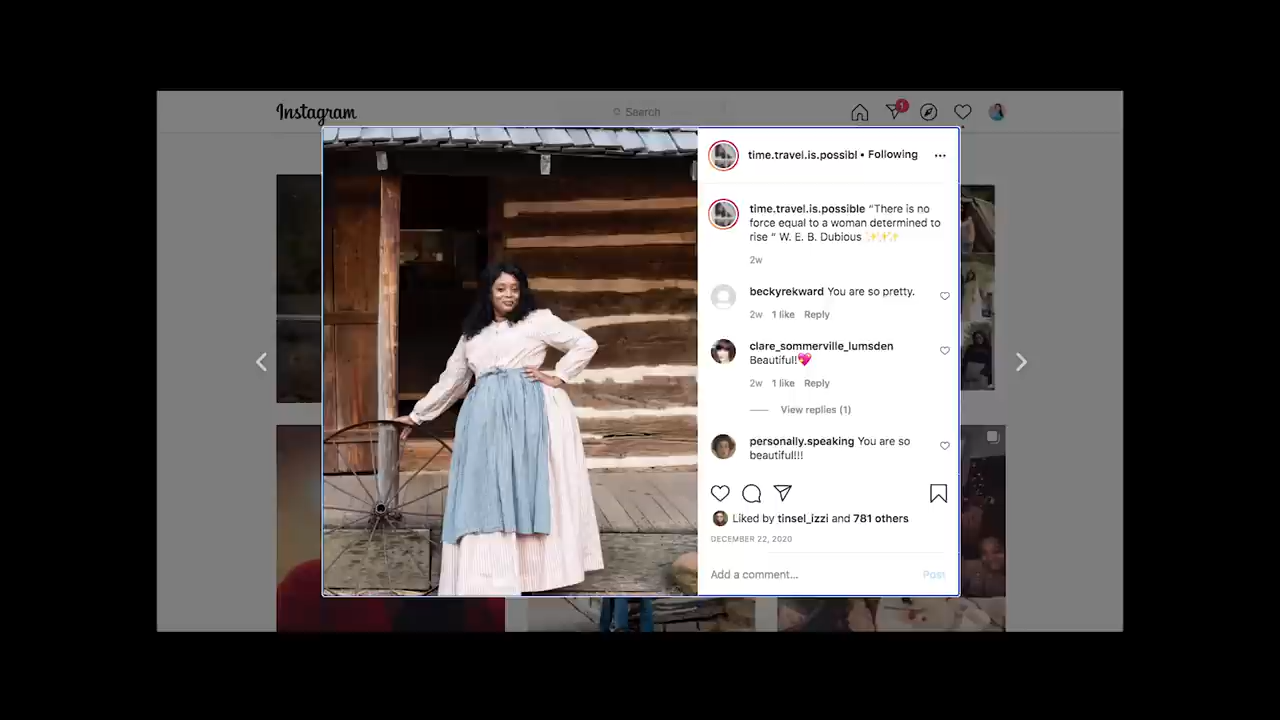 Instagram
Search
1
time.travel.is.possibl • Following
time.travel.is.possible “There is no
force equal to a woman determined to
rise “ W. E. B. Dubious ✨✨✨
2w
beckyrekward You are so pretty.
2w 1 like Reply
clare_sommerville_lumsden
Beautiful!💖
2w 1 like Reply
View replies (1)
personally.speaking You are so
beautiful!!!
Liked by tinsel_izzi and 781 others
DECEMBER 22, 2020
Add a comment...
Post